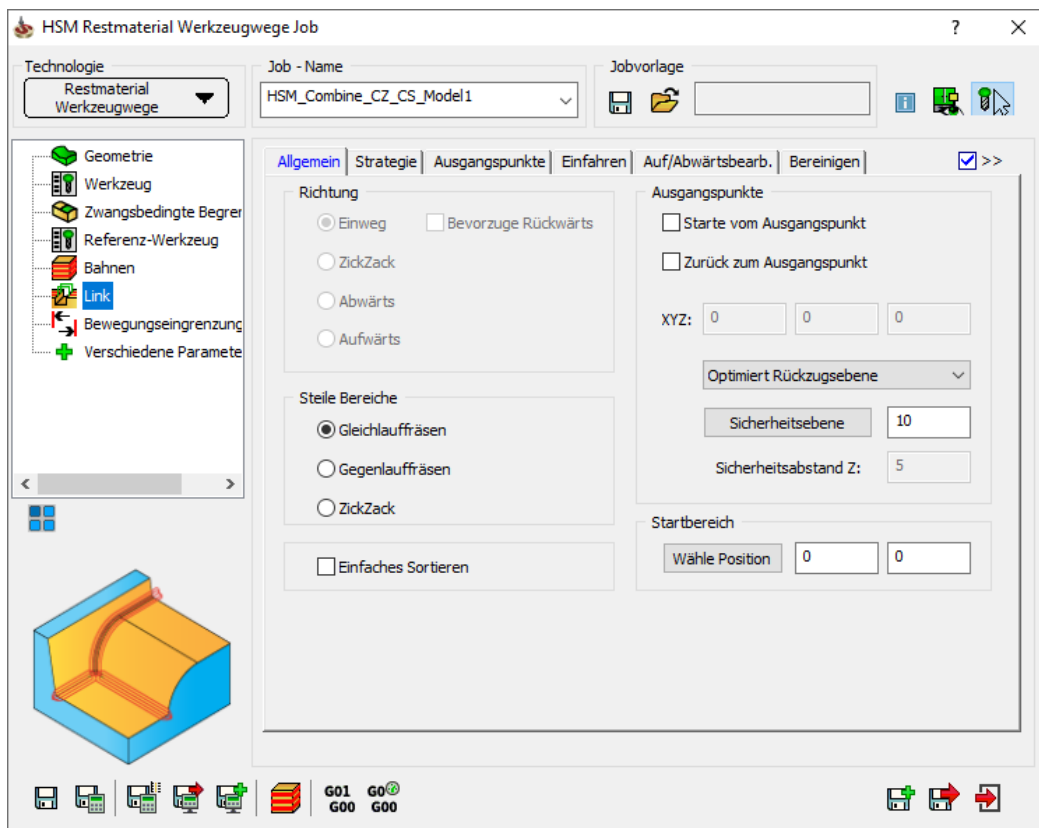 HSM Restmaterial Werkzeugwege Job
?
Technologie
Restmaterial
Werkzeugwege
Job - Name
HSM_Combine_CZ_CS_Model1
Jobvorlage
Geometrie
Werkzeug
Zwangsbedingte Begrer
Referenz-Werkzeug
Bahnen
Link
Bewegungseingrenzung
Verschiedene Paramete
Allgemein Strategie Ausgangspunkte Einfahren Auf/Abwärtsbearb. Bereinigen >>
Richtung
Einweg Bevorzuge Rückwärts
ZickZack
Abwärts
Aufwärts
Steile Bereiche
Gleichlauffräsen
Gegenlauffräsen
ZickZack
Einfaches Sortieren
Ausgangspunkte
Starte vom Ausgangspunkt
Zurück zum Ausgangspunkt
XYZ: 0 0 0
Optimiert Rückzugsebene
Sicherheitsebene 10
Sicherheitsabstand Z: 5
Startbereich
Wähle Position 0 0
G01 G0
G00 G00